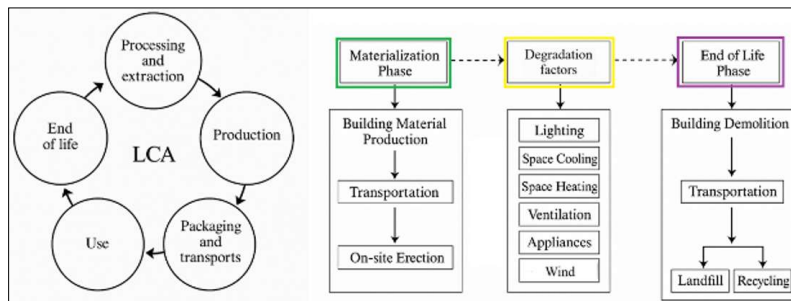 Processing
and
extraction
Production
Packaging
and
transports
Use
End
of life
LCA
Materialization
Phase
Degradation
factors
End of Life
Phase
Building Material
Production
Transportation
On-site Erection
Lighting
Space Cooling
Space Heating
Ventilation
Appliances
Wind
Building Demolition
Transportation
Landfill
Recycling